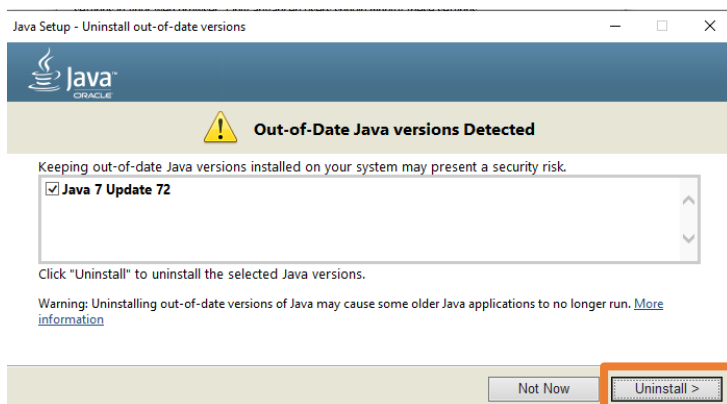 Java Setup - Uninstall out-of-date versions
Java™
ORACLE
Out-of-Date Java versions Detected
Keeping out-of-date Java versions installed on your system may present a security risk.
Java 7 Update 72
Click "Uninstall" to uninstall the selected Java versions.
Warning: Uninstalling out-of-date versions of Java may cause some older Java applications to no longer run. More
information
Not Now
Uninstall >